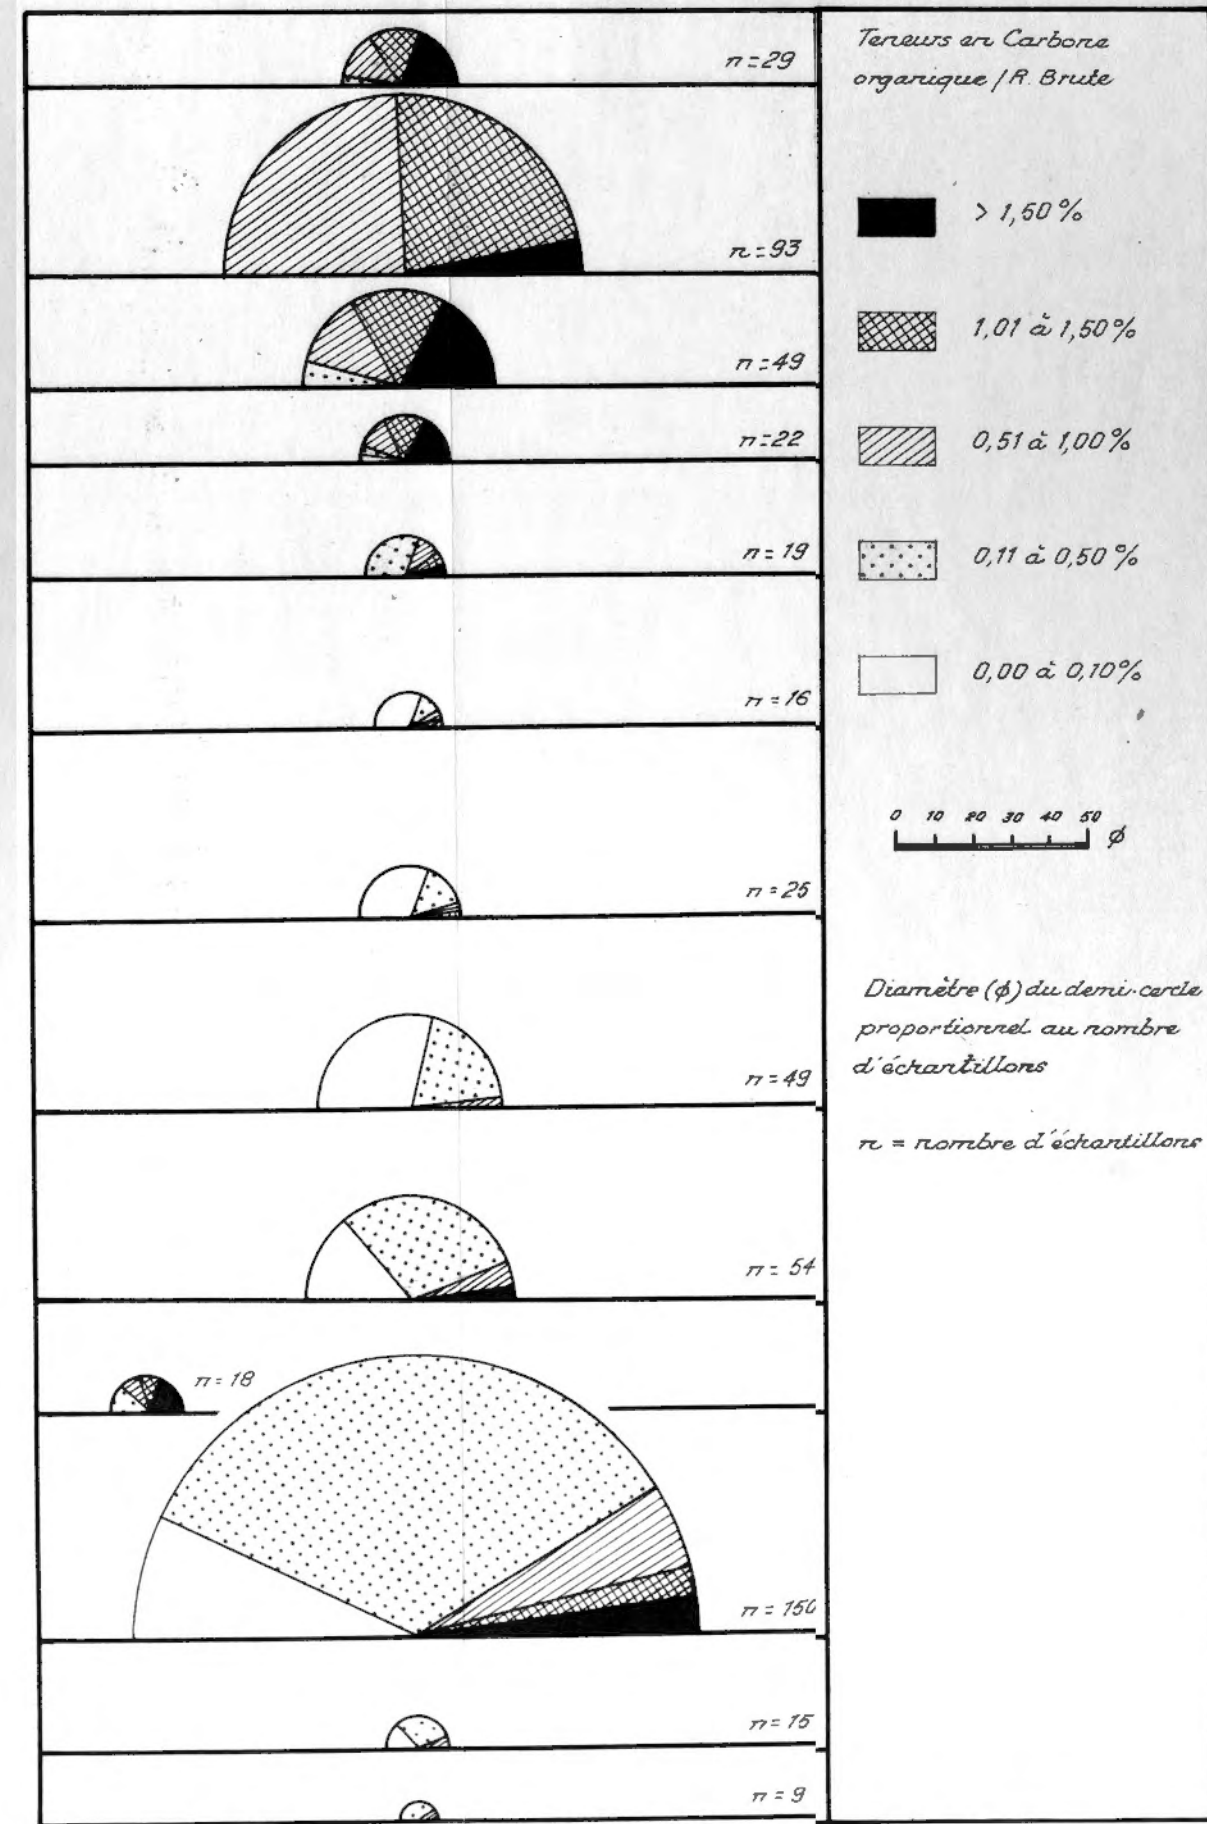 n=29
n=93
n=49
n=22
n=19
n=16
n=25
n=49
n=54
n=18
n=150
n=15
n=9
Teneurs en Carbone
organique / R. Brute
> 1,50 %
1,01 à 1,50 %
0,51 à 1,00 %
0,11 à 0,50 %
0,00 à 0,10 %
0 10 20 30 40 50 ϕ
Diamètre (ϕ) du demi-cercle
proportionnel au nombre
d'échantillons
n = nombre d'échantillons